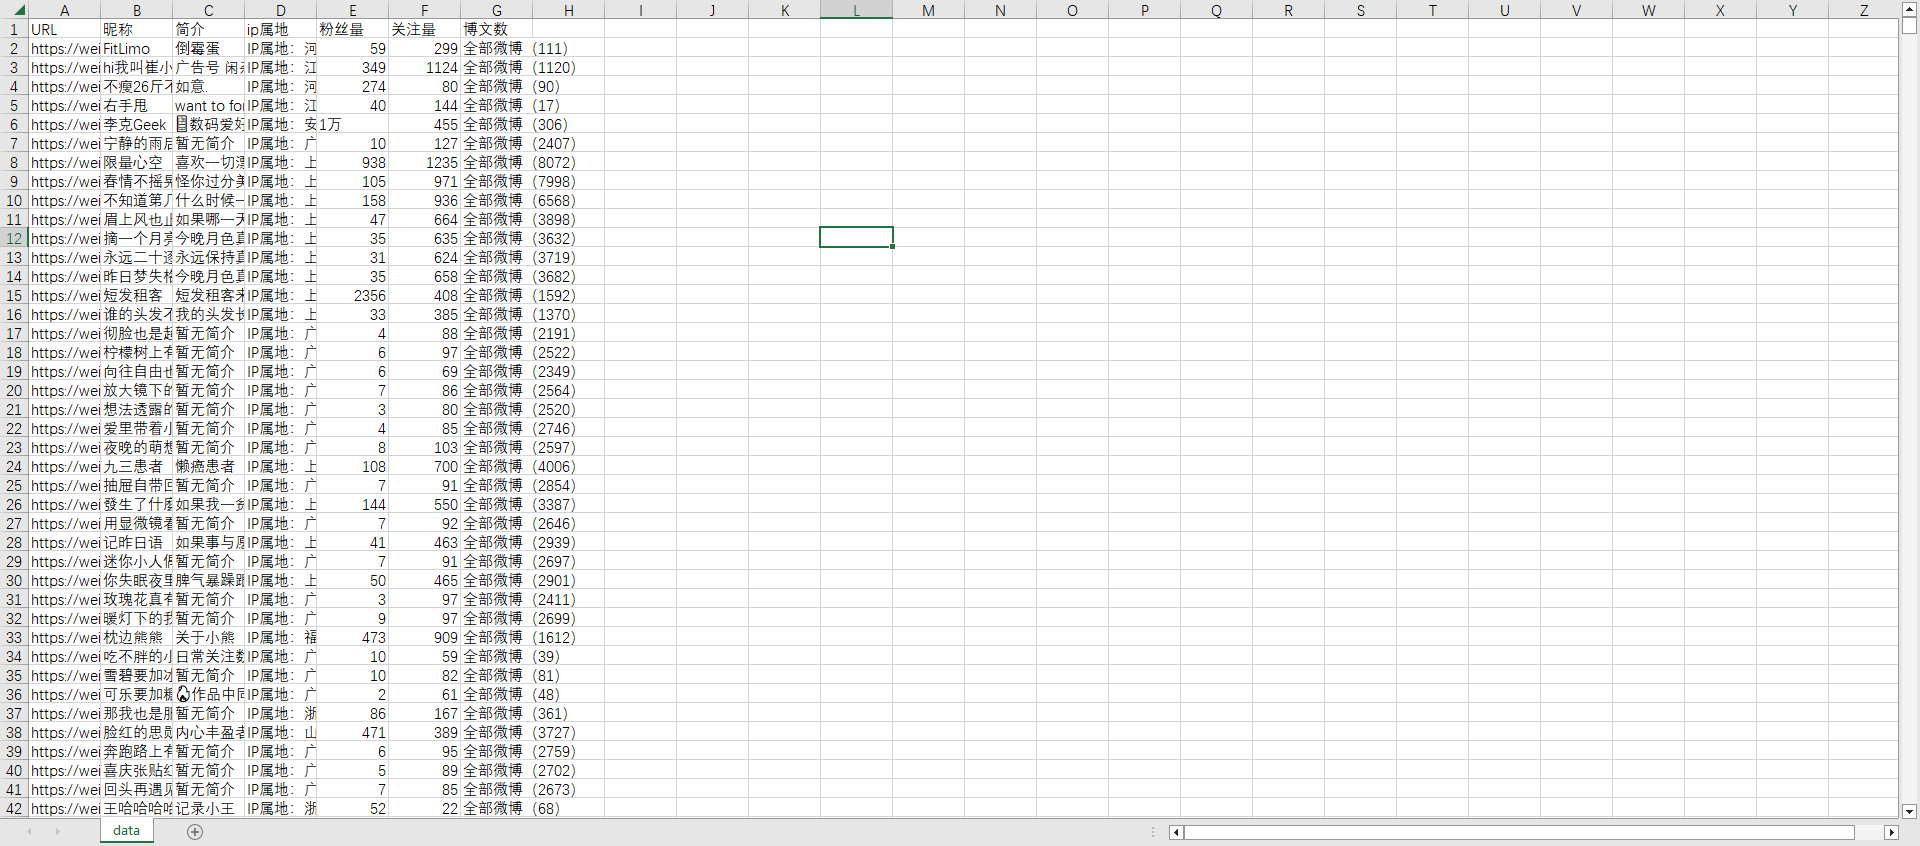 A B C D E F G H I J K L M N O P Q R S T U V W X Y Z
1 URL 昵称 简介 ip属地 粉丝量 关注量 博文数
2 https://wei FitLimo 倒霉蛋 IP属地：河 59 299 全部微博（111）
3 https://wei hi我叫崔小 广告号 闲 IP属地：江 349 1124 全部微博（1120）
4 https://wei 不瘦26斤不 如意. IP属地：河 274 80 全部微博（90）
5 https://wei 右手甩 want to for IP属地：江 40 144 全部微博（17）
6 https://wei 李克Geek 数码爱好 IP属地：安 1万 455 全部微博（306）
7 https://wei 宁静的雨后 暂无简介 IP属地：广 10 127 全部微博（2407）
8 https://wei 限量心空 喜欢一切漂 IP属地：上 938 1235 全部微博（8072）
9 https://wei 春情不摇晃 怪你过分美 IP属地：上 105 971 全部微博（7998）
10 https://wei 不知道第几 什么时候一 IP属地：上 158 936 全部微博（6568）
11 https://wei 眉上风也止 如果哪一天 IP属地：上 47 664 全部微博（3898）
12 https://wei 摘一个月亮 今晚月色真 IP属地：上 35 635 全部微博（3632）
13 https://wei 永远二十 永远保持真 IP属地：上 31 624 全部微博（3719）
14 https://wei 昨日梦失格 今晚月色真 IP属地：上 35 658 全部微博（3682）
15 https://wei 短发租客 短发租客来 IP属地：上 2356 408 全部微博（1592）
16 https://wei 谁的头发不 我的头发长 IP属地：上 33 385 全部微博（1370）
17 https://wei 彻脸也是起 暂无简介 IP属地：广 4 88 全部微博（2191）
18 https://wei 柠檬树上有 暂无简介 IP属地：广 6 97 全部微博（2522）
19 https://wei 向往自由也 暂无简介 IP属地：广 6 69 全部微博（2349）
20 https://wei 放大镜下的 暂无简介 IP属地：广 7 86 全部微博（2564）
21 https://wei 想法透露的 暂无简介 IP属地：广 3 80 全部微博（2520）
22 https://wei 爱里带着小 暂无简介 IP属地：广 4 85 全部微博（2746）
23 https://wei 夜晚的萌想 暂无简介 IP属地：广 8 103 全部微博（2597）
24 https://wei 九三患者 懒癌患者 IP属地：上 108 700 全部微博（4006）
25 https://wei 抽屉自带回 暂无简介 IP属地：广 7 91 全部微博（2854）
26 https://wei 發生了什麼 如果我一贫 IP属地：上 144 550 全部微博（3387）
27 https://wei 用显微镜看 暂无简介 IP属地：广 7 92 全部微博（2646）
28 https://wei 记昨日语 如果事与愿 IP属地：上 41 463 全部微博（2939）
29 https://wei 迷你小人偶 暂无简介 IP属地：广 7 91 全部微博（2697）
30 https://wei 你失眠夜里 脾气暴躁跟 IP属地：上 50 465 全部微博（2901）
31 https://wei 玫瑰花真有 暂无简介 IP属地：广 3 97 全部微博（2411）
32 https://wei 暖灯下的我 暂无简介 IP属地：广 9 97 全部微博（2699）
33 https://wei 枕边熊熊 关于小熊 IP属地：福 473 909 全部微博（1612）
34 https://wei 吃不胖的小 日常关注数 IP属地：广 10 59 全部微博（39）
35 https://wei 雪碧要加冰 暂无简介 IP属地：广 10 82 全部微博（81）
36 https://wei 可乐要加糖 作品中同 IP属地：广 2 61 全部微博（48）
37 https://wei 那我也是服 暂无简介 IP属地：浙 86 167 全部微博（361）
38 https://wei 脸红的思 内心丰盈者 IP属地：山 471 389 全部微博（3727）
39 https://wei 奔跑路上有 暂无简介 IP属地：广 6 95 全部微博（2759）
40 https://wei 喜庆张贴红 暂无简介 IP属地：广 5 89 全部微博（2702）
41 https://wei 回头再遇见 暂无简介 IP属地：广 7 85 全部微博（2673）
42 https://wei 王哈哈哈哈 记录小王 IP属地：浙 52 22 全部微博（68）
data